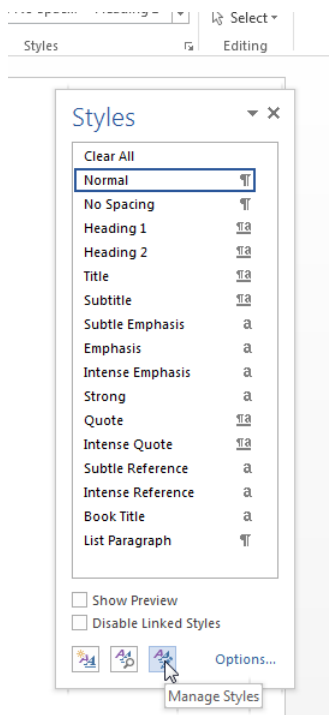 Select
Styles
Editing
Styles
Clear All
Normal ¶
No Spacing ¶
Heading 1 ¶a
Heading 2 ¶a
Title ¶a
Subtitle ¶a
Subtle Emphasis a
Emphasis a
Intense Emphasis a
Strong a
Quote ¶a
Intense Quote ¶a
Subtle Reference a
Intense Reference a
Book Title a
List Paragraph ¶
Show Preview
Disable Linked Styles
Options...
Manage Styles